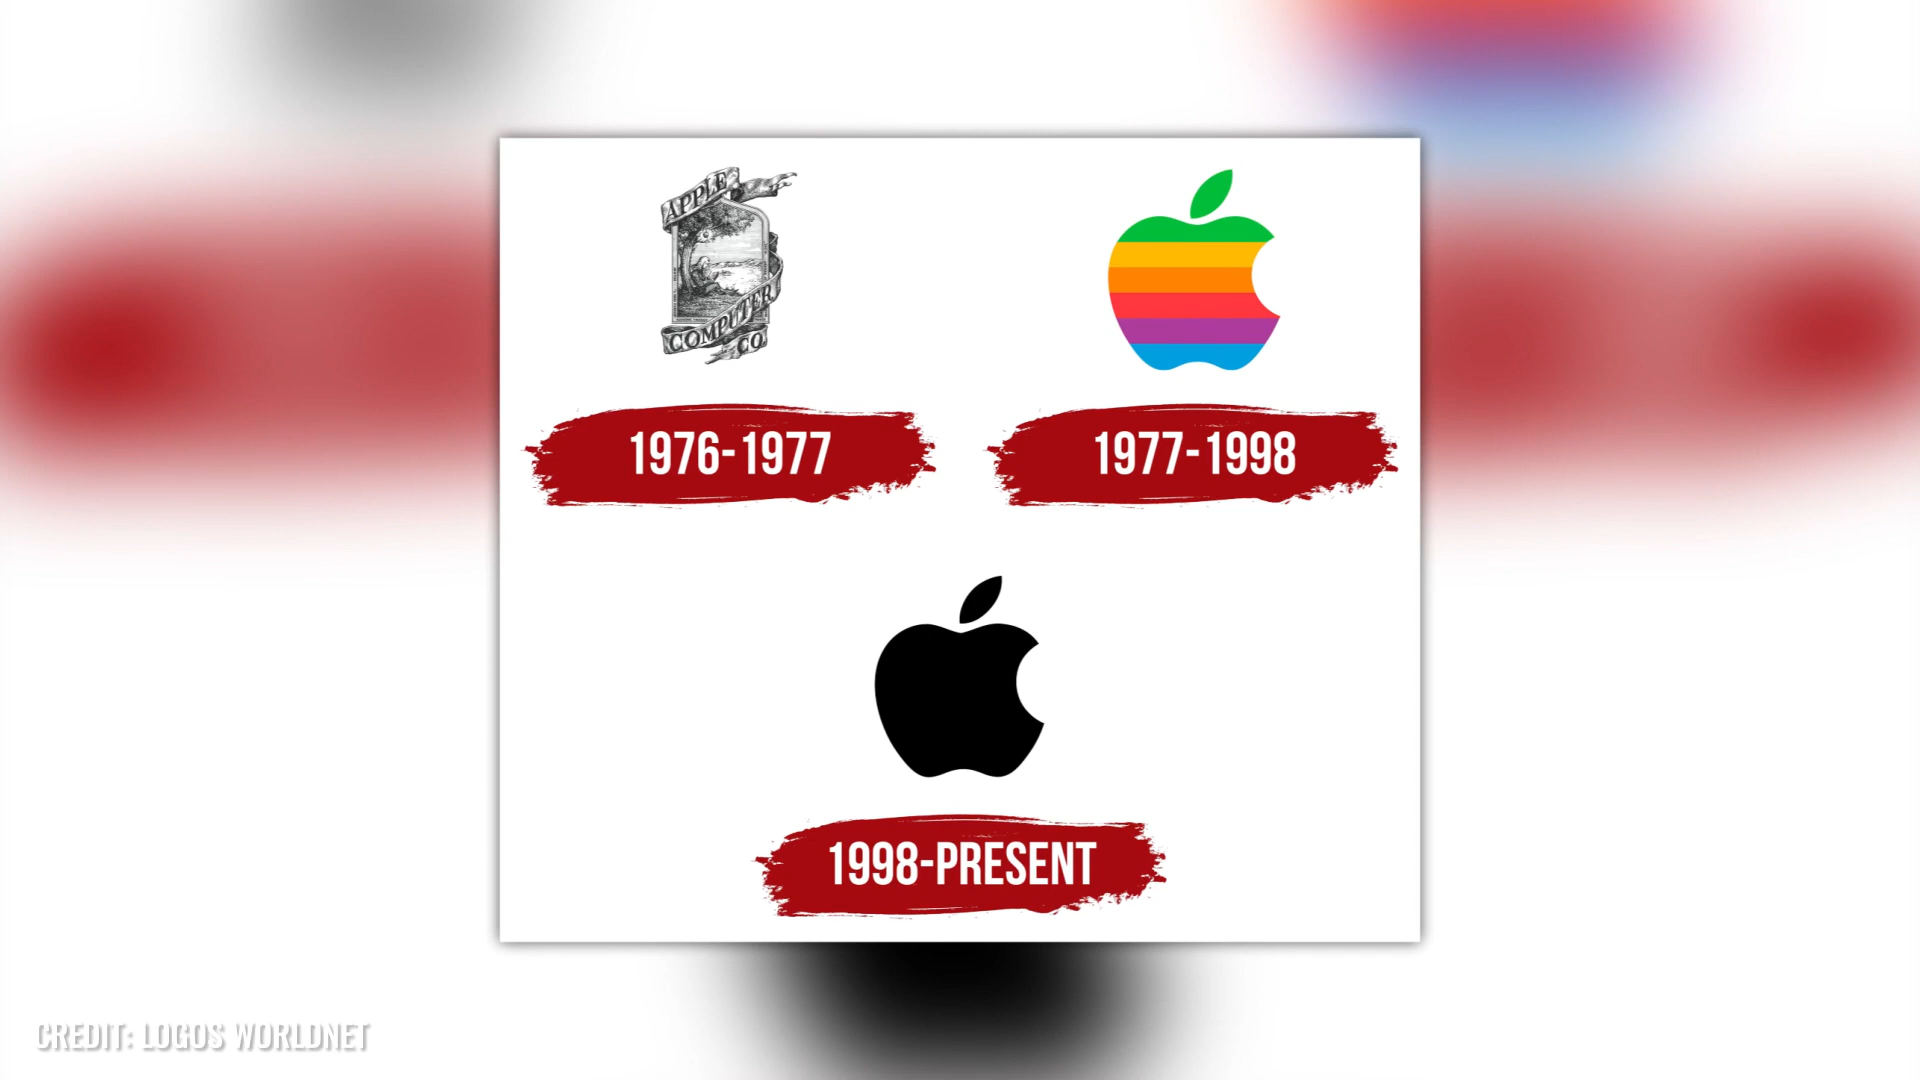 APPLE
COMPUTER
CO
1976-1977
1977-1998
1998-PRESENT
CREDIT: LOGOS WORLDNET